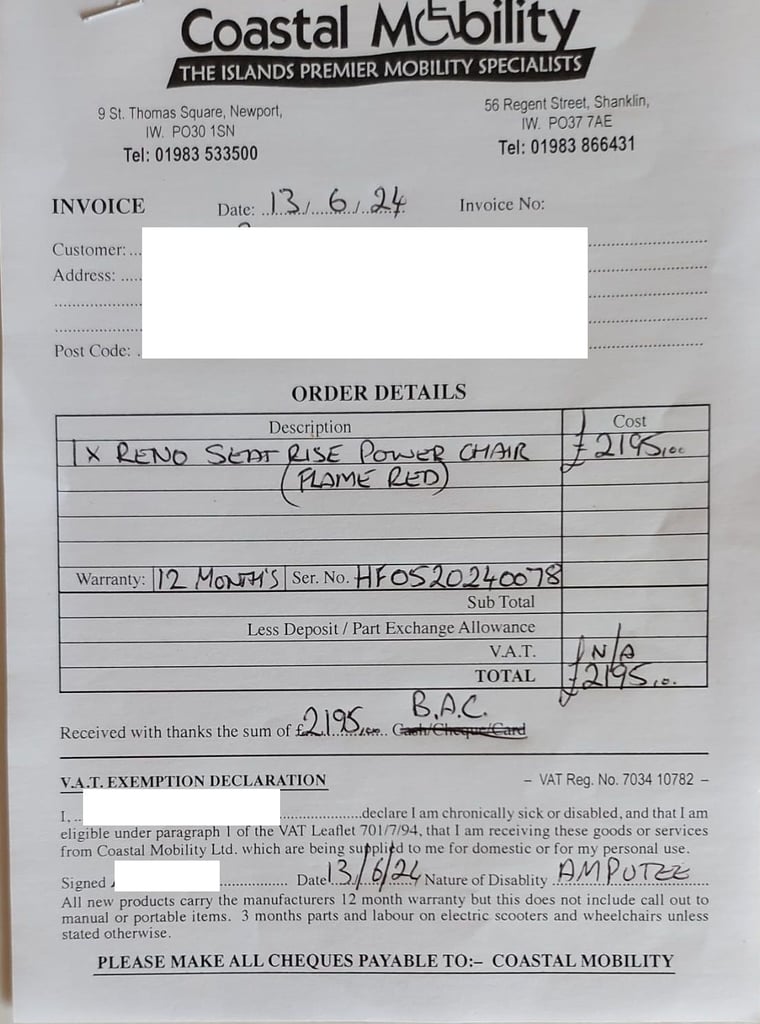 Coastal Mobility
THE ISLANDS PREMIER MOBILITY SPECIALISTS
9 St. Thomas Square, Newport,
IW. PO30 1SN
Tel: 01983 533500
56 Regent Street, Shanklin,
IW. PO37 7AE
Tel: 01983 866431
INVOICE Date: 13/6/24 Invoice No:
Customer:
Address:
Post Code:
ORDER DETAILS
Description Cost
1 X RENO SEAT RISE POWER CHAIR £2195.00
(FLAME RED)
Warranty: 12 MONTH'S Ser. No. HF0520240078
Sub Total
Less Deposit / Part Exchange Allowance
V.A.T. N/A
TOTAL £2195.00
B.A.C.
Received with thanks the sum of £2195.00 Cash/Cheque/Card
V.A.T. EXEMPTION DECLARATION – VAT Reg. No. 7034 10782 –
I, declare I am chronically sick or disabled, and that I am
eligible under paragraph 1 of the VAT Leaflet 701/7/94, that I am receiving these goods or services
from Coastal Mobility Ltd. which are being supplied to me for domestic or for my personal use.
Signed Date 13/6/24 Nature of Disablity AMPUTEE
All new products carry the manufacturers 12 month warranty but this does not include call out to
manual or portable items. 3 months parts and labour on electric scooters and wheelchairs unless
stated otherwise.
PLEASE MAKE ALL CHEQUES PAYABLE TO:– COASTAL MOBILITY